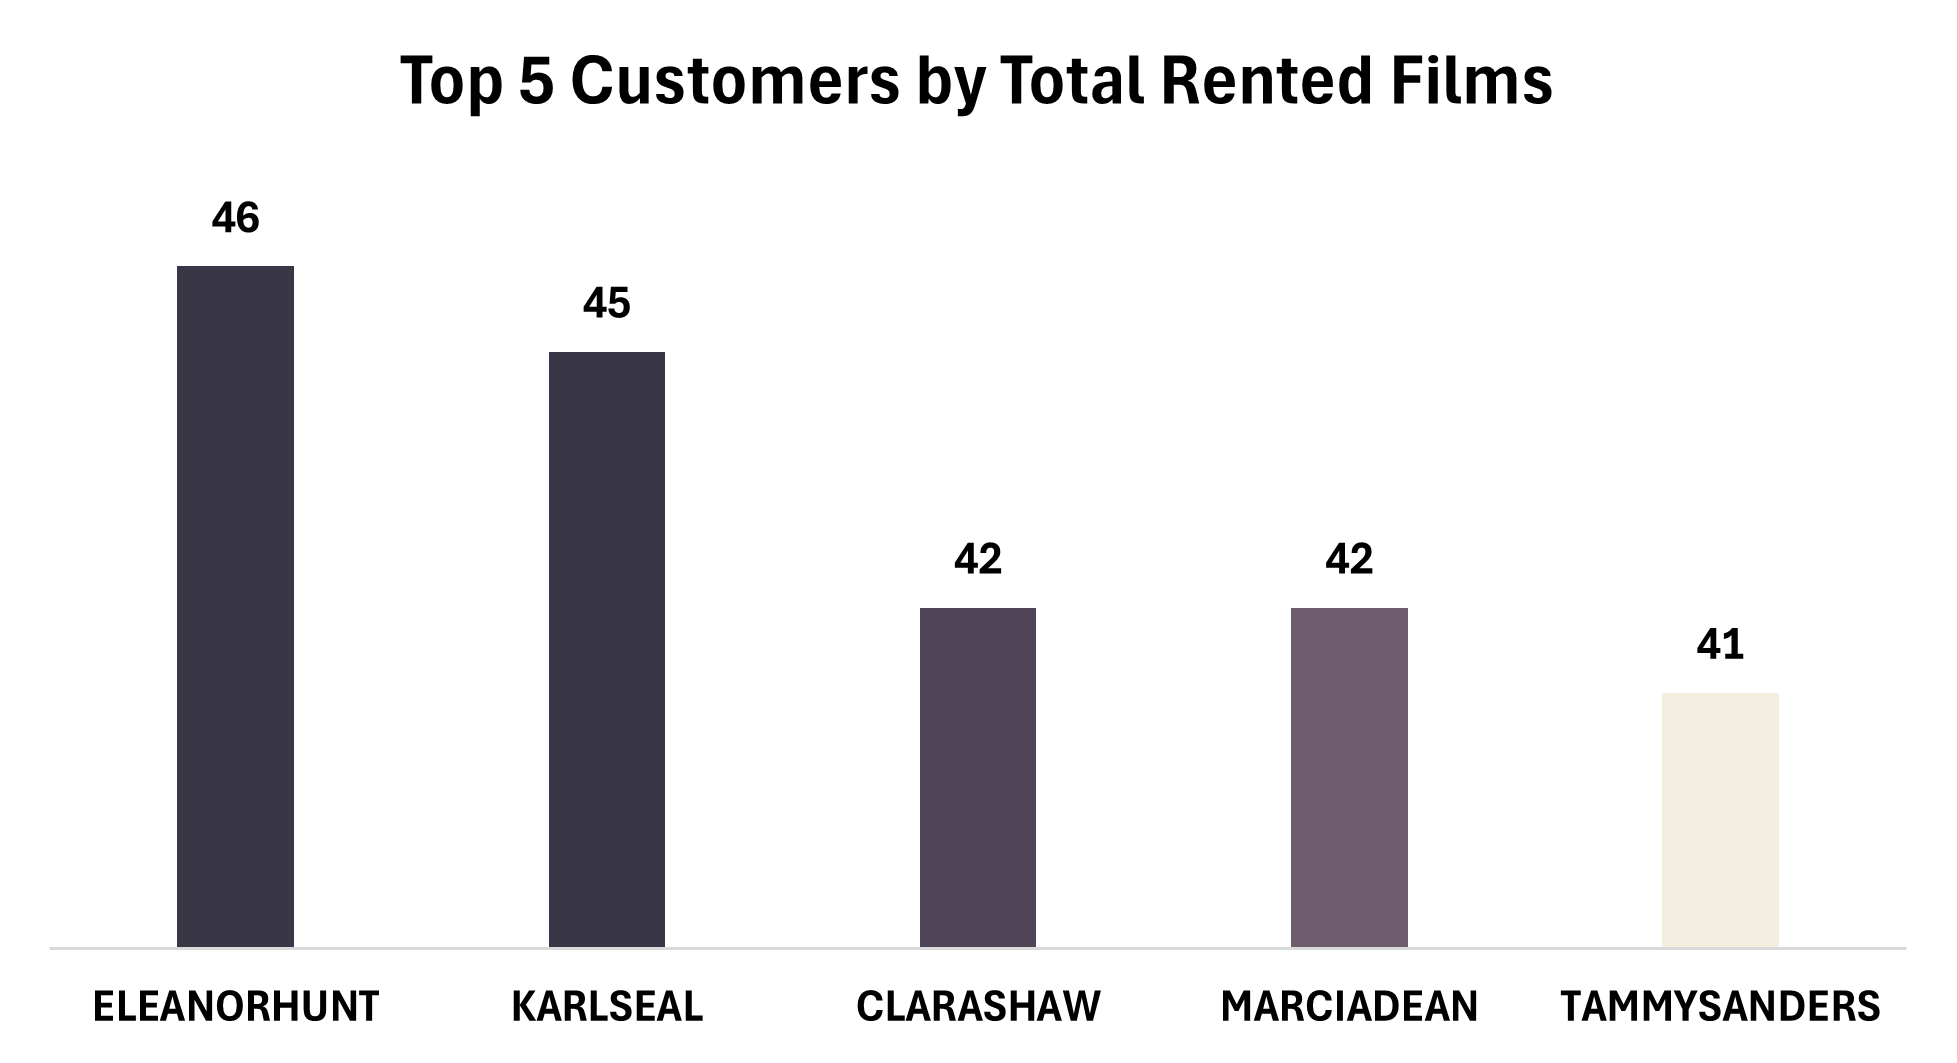 Top 5 Customers by Total Rented Films
46
45
42
42
41
ELEANORHUNT
KARLSEAL
CLARASHAW
MARCIADEAN
TAMMYSANDERS